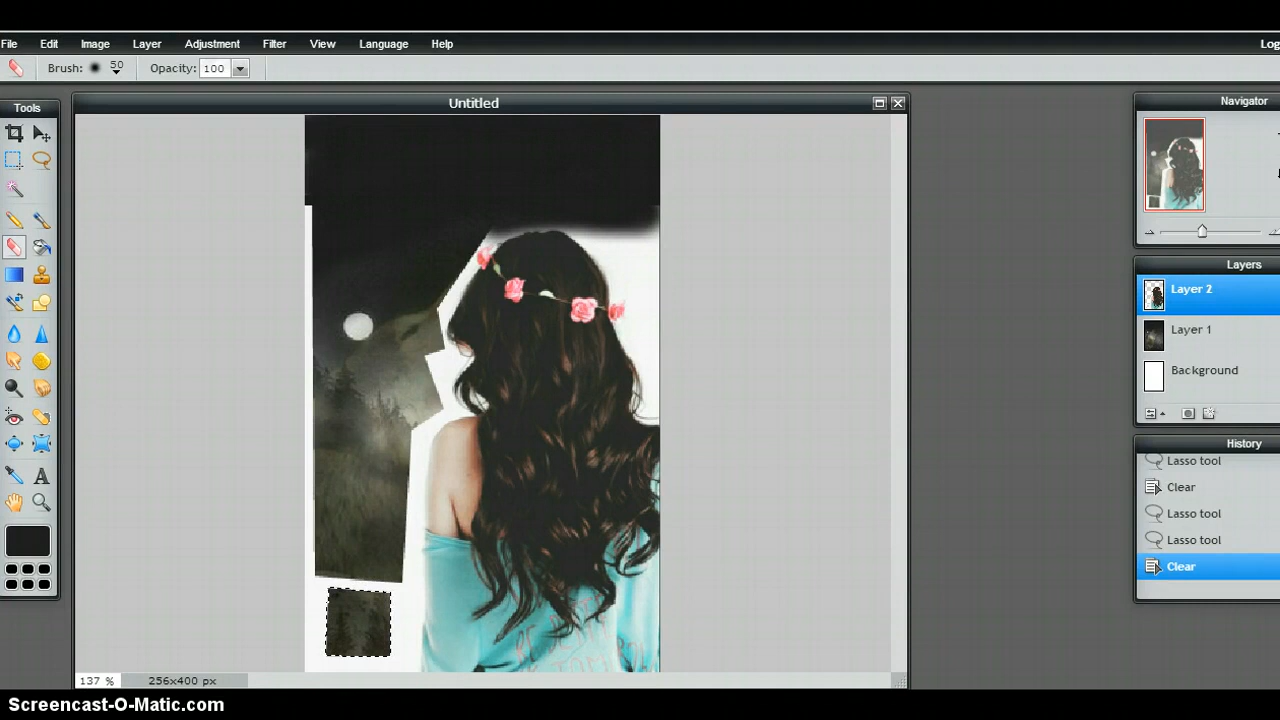 File Edit Image Layer Adjustment Filter View Language Help Log
Brush: 50 Opacity: 100
Tools
Untitled
Navigator
Layers
Layer 2
Layer 1
Background
History
Lasso tool
Clear
Lasso tool
Lasso tool
Clear
137 % 256x400 px
Screencast-O-Matic.com